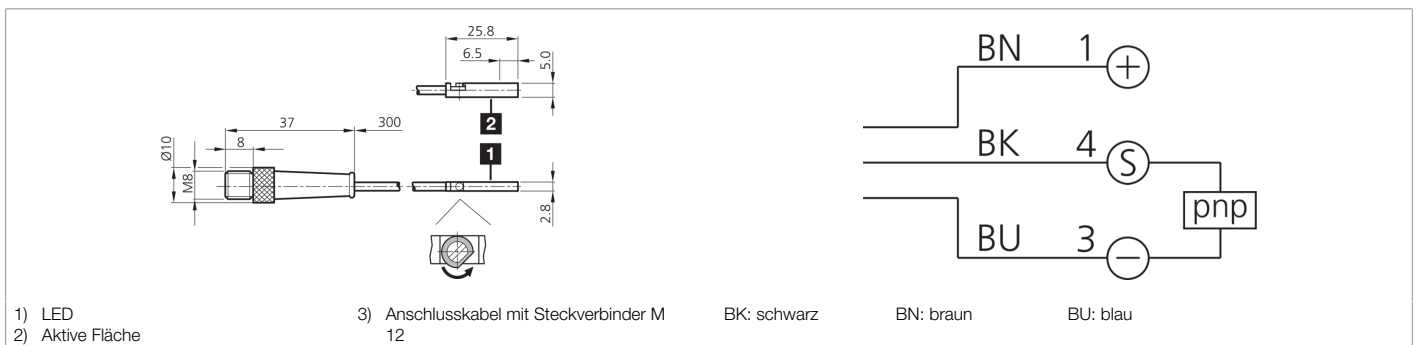 25.8
6.5
5.0
2
1
37
300
8
Ø10
M8
2.8
BN 1 +
BK 4 S
pnp
BU 3 −
1) LED
2) Aktive Fläche
3) Anschlusskabel mit Steckverbinder M
12
BK: schwarz
BN: braun
BU: blau